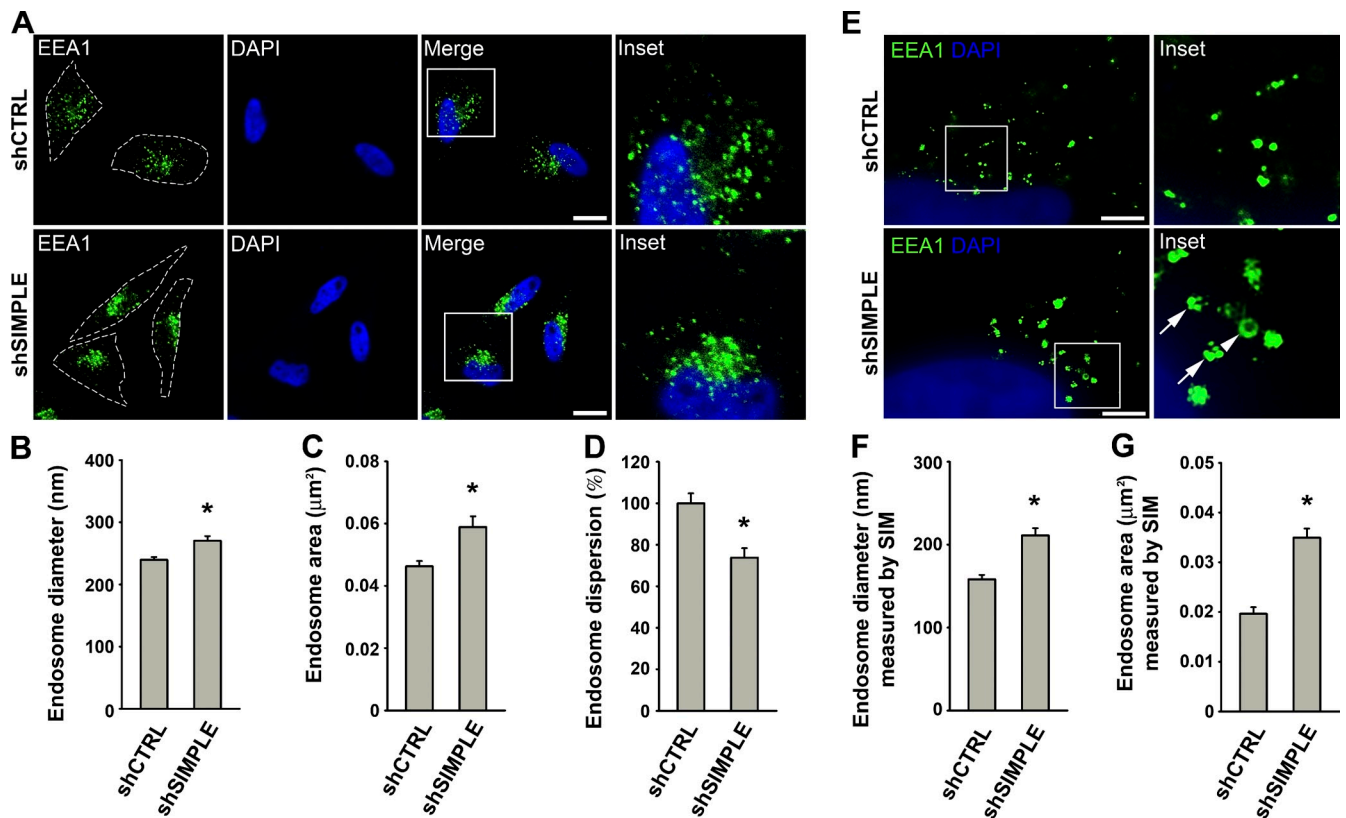 A
EEA1 DAPI Merge Inset
shCTRL
EEA1 DAPI Merge Inset
shSIMPLE
E
EEA1 DAPI Inset
shCTRL
EEA1 DAPI Inset
shSIMPLE
B
Endosome diameter (nm)
400
300
200
100
0
shCTRL
shSIMPLE
*
C
Endosome area (μm²)
0.08
0.06
0.04
0.02
0
shCTRL
shSIMPLE
*
D
Endosome dispersion (%)
120
100
80
60
40
20
0
shCTRL
shSIMPLE
*
F
Endosome diameter (nm)
measured by SIM
300
200
100
0
shCTRL
shSIMPLE
*
G
Endosome area (μm²)
measured by SIM
0.05
0.04
0.03
0.02
0.01
0
shCTRL
shSIMPLE
*